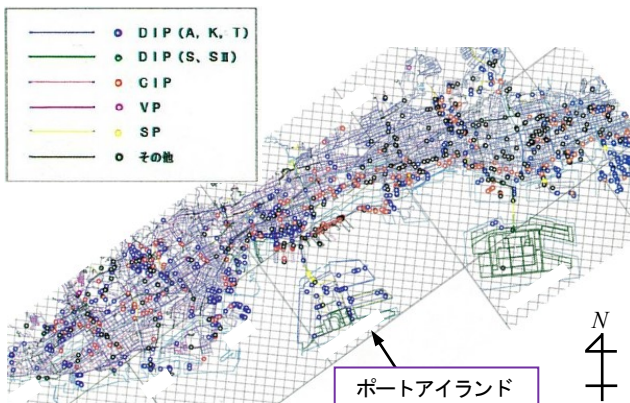 DIP (A, K, T)
DIP (S、SⅡ)
CIP
VP
SP
その他
N
ポートアイランド